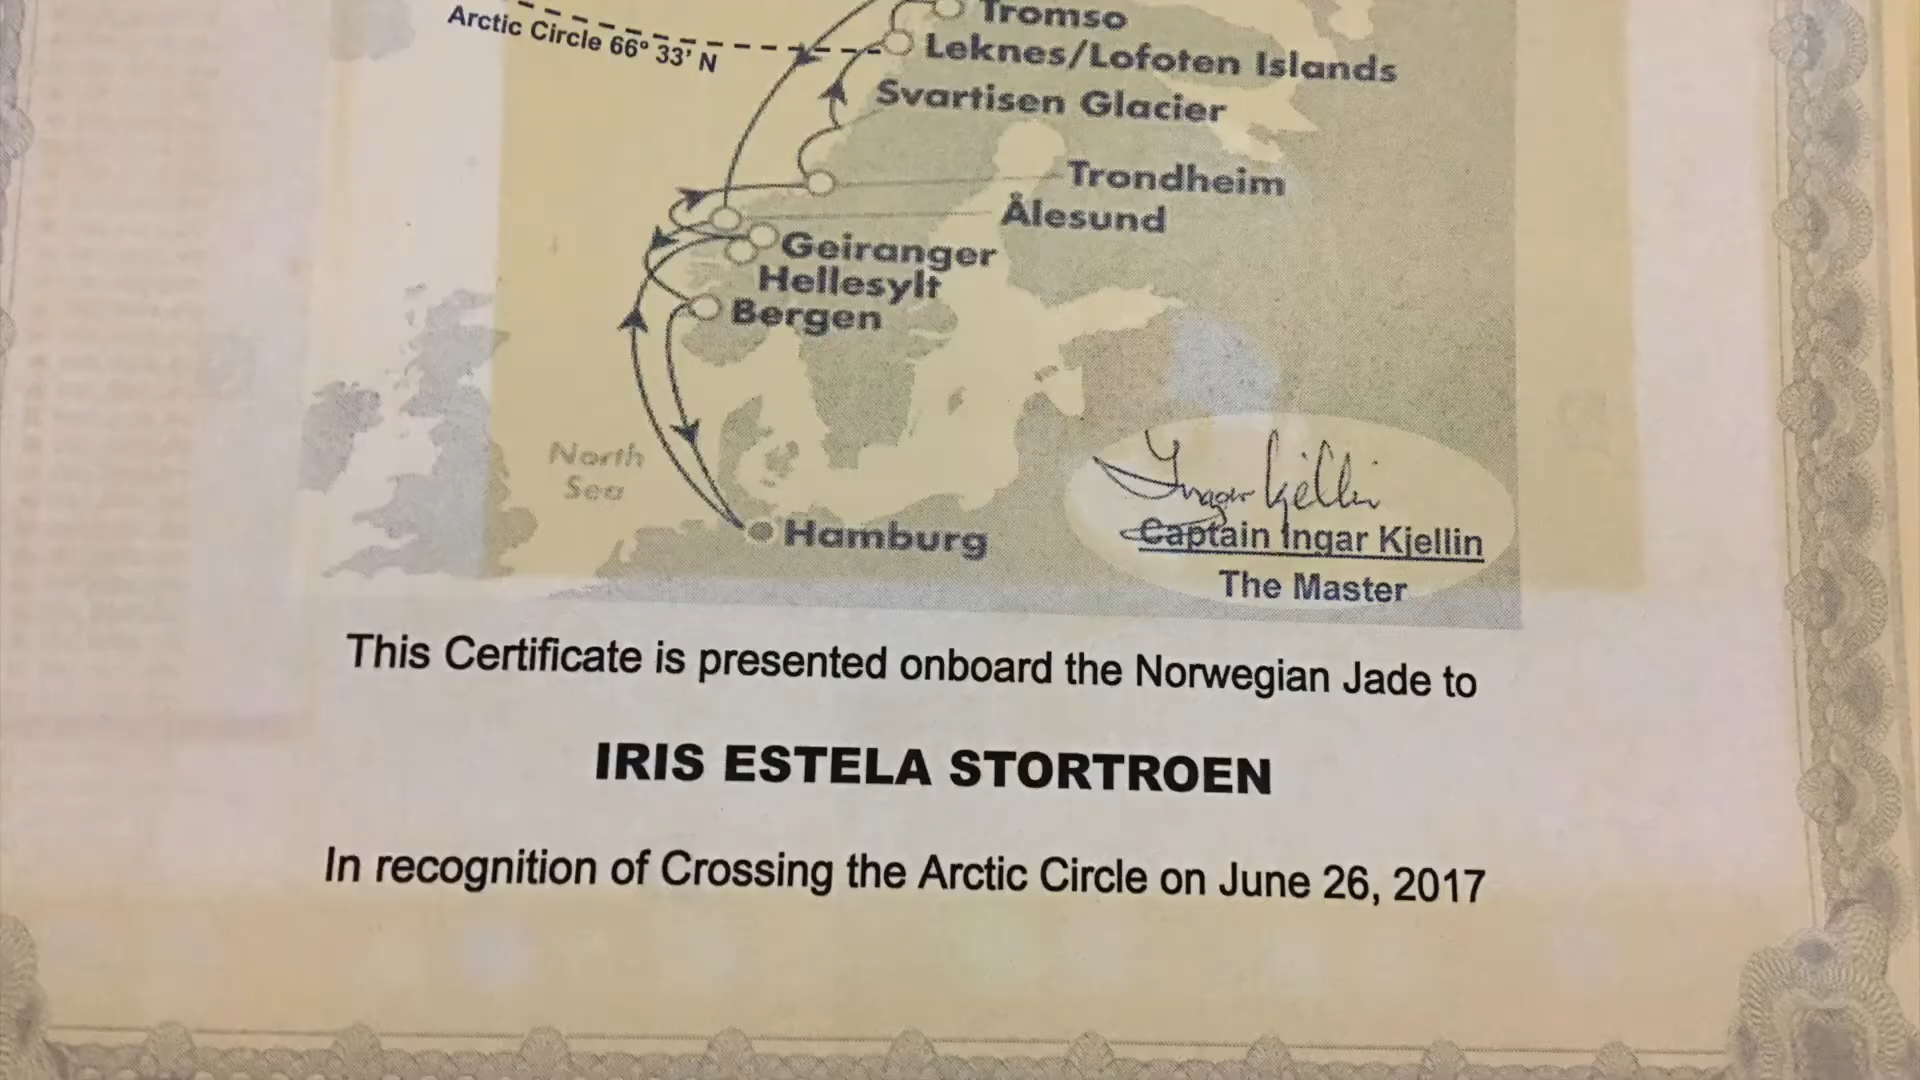 Tromso
Arctic Circle 66° 33' N
Leknes/Lofoten Islands
Svartisen Glacier
Trondheim
Ålesund
Geiranger
Hellesylt
Bergen
North
Sea
Hamburg
Ingar Kjellin
Captain Ingar Kjellin
The Master
This Certificate is presented onboard the Norwegian Jade to
IRIS ESTELA STORTROEN
In recognition of Crossing the Arctic Circle on June 26, 2017